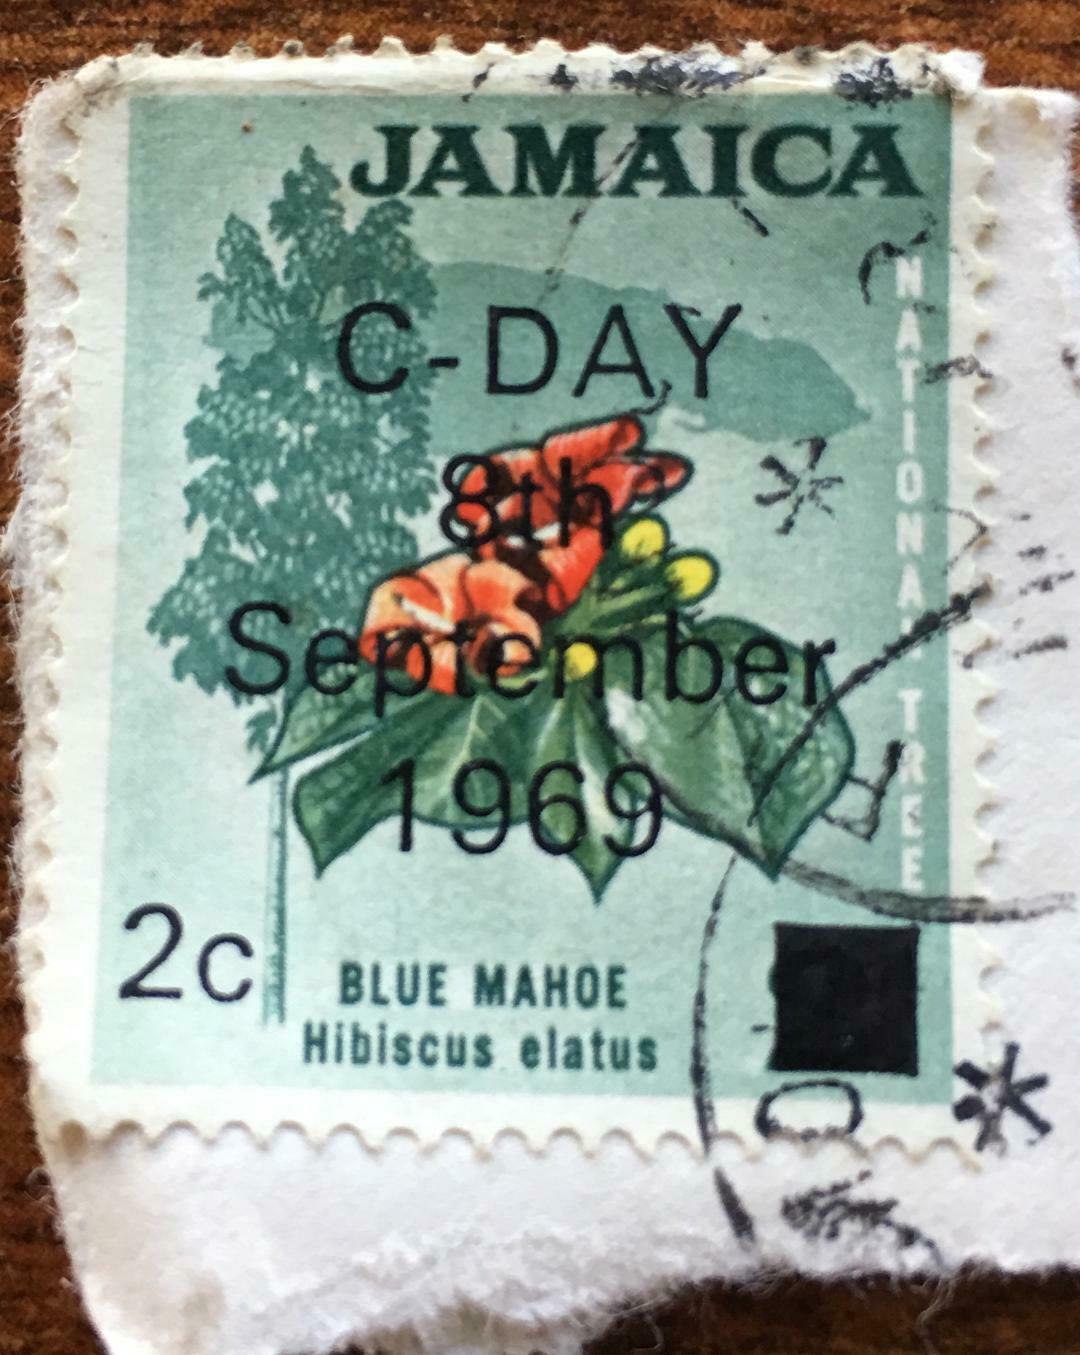 JAMAICA
C-DAY
8th
September
1969
NATIONAL TREE
2c
BLUE MAHOE
Hibiscus elatus